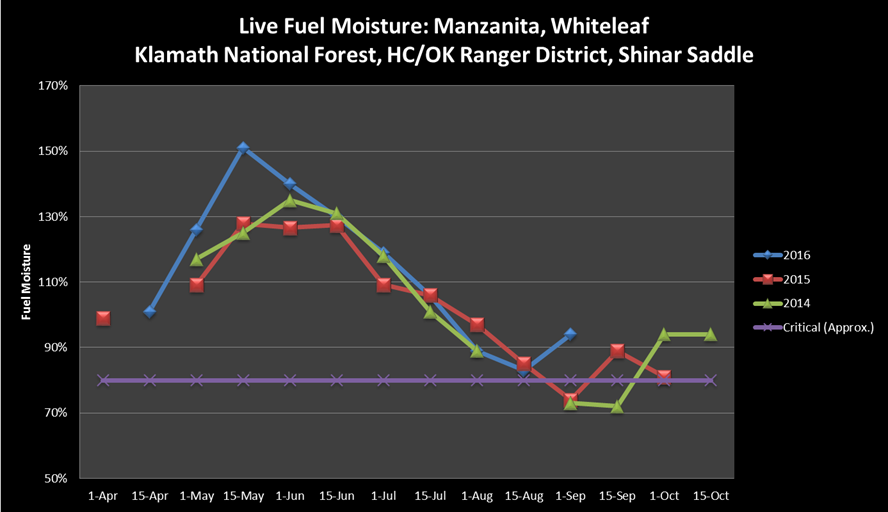 Live Fuel Moisture: Manzanita, Whiteleaf
Klamath National Forest, HC/OK Ranger District, Shinar Saddle
170%
150%
130%
110%
90%
70%
50%
Fuel Moisture
1-Apr 15-Apr 1-May 15-May 1-Jun 15-Jun 1-Jul 15-Jul 1-Aug 15-Aug 1-Sep 15-Sep 1-Oct 15-Oct
2016
2015
2014
Critical (Approx.)